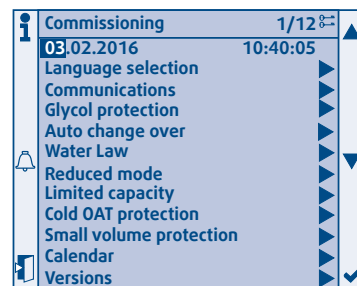 Commissioning 1/12
03.02.2016 10:40:05
Language selection
Communications
Glycol protection
Auto change over
Water Law
Reduced mode
Limited capacity
Cold OAT protection
Small volume protection
Calendar
Versions